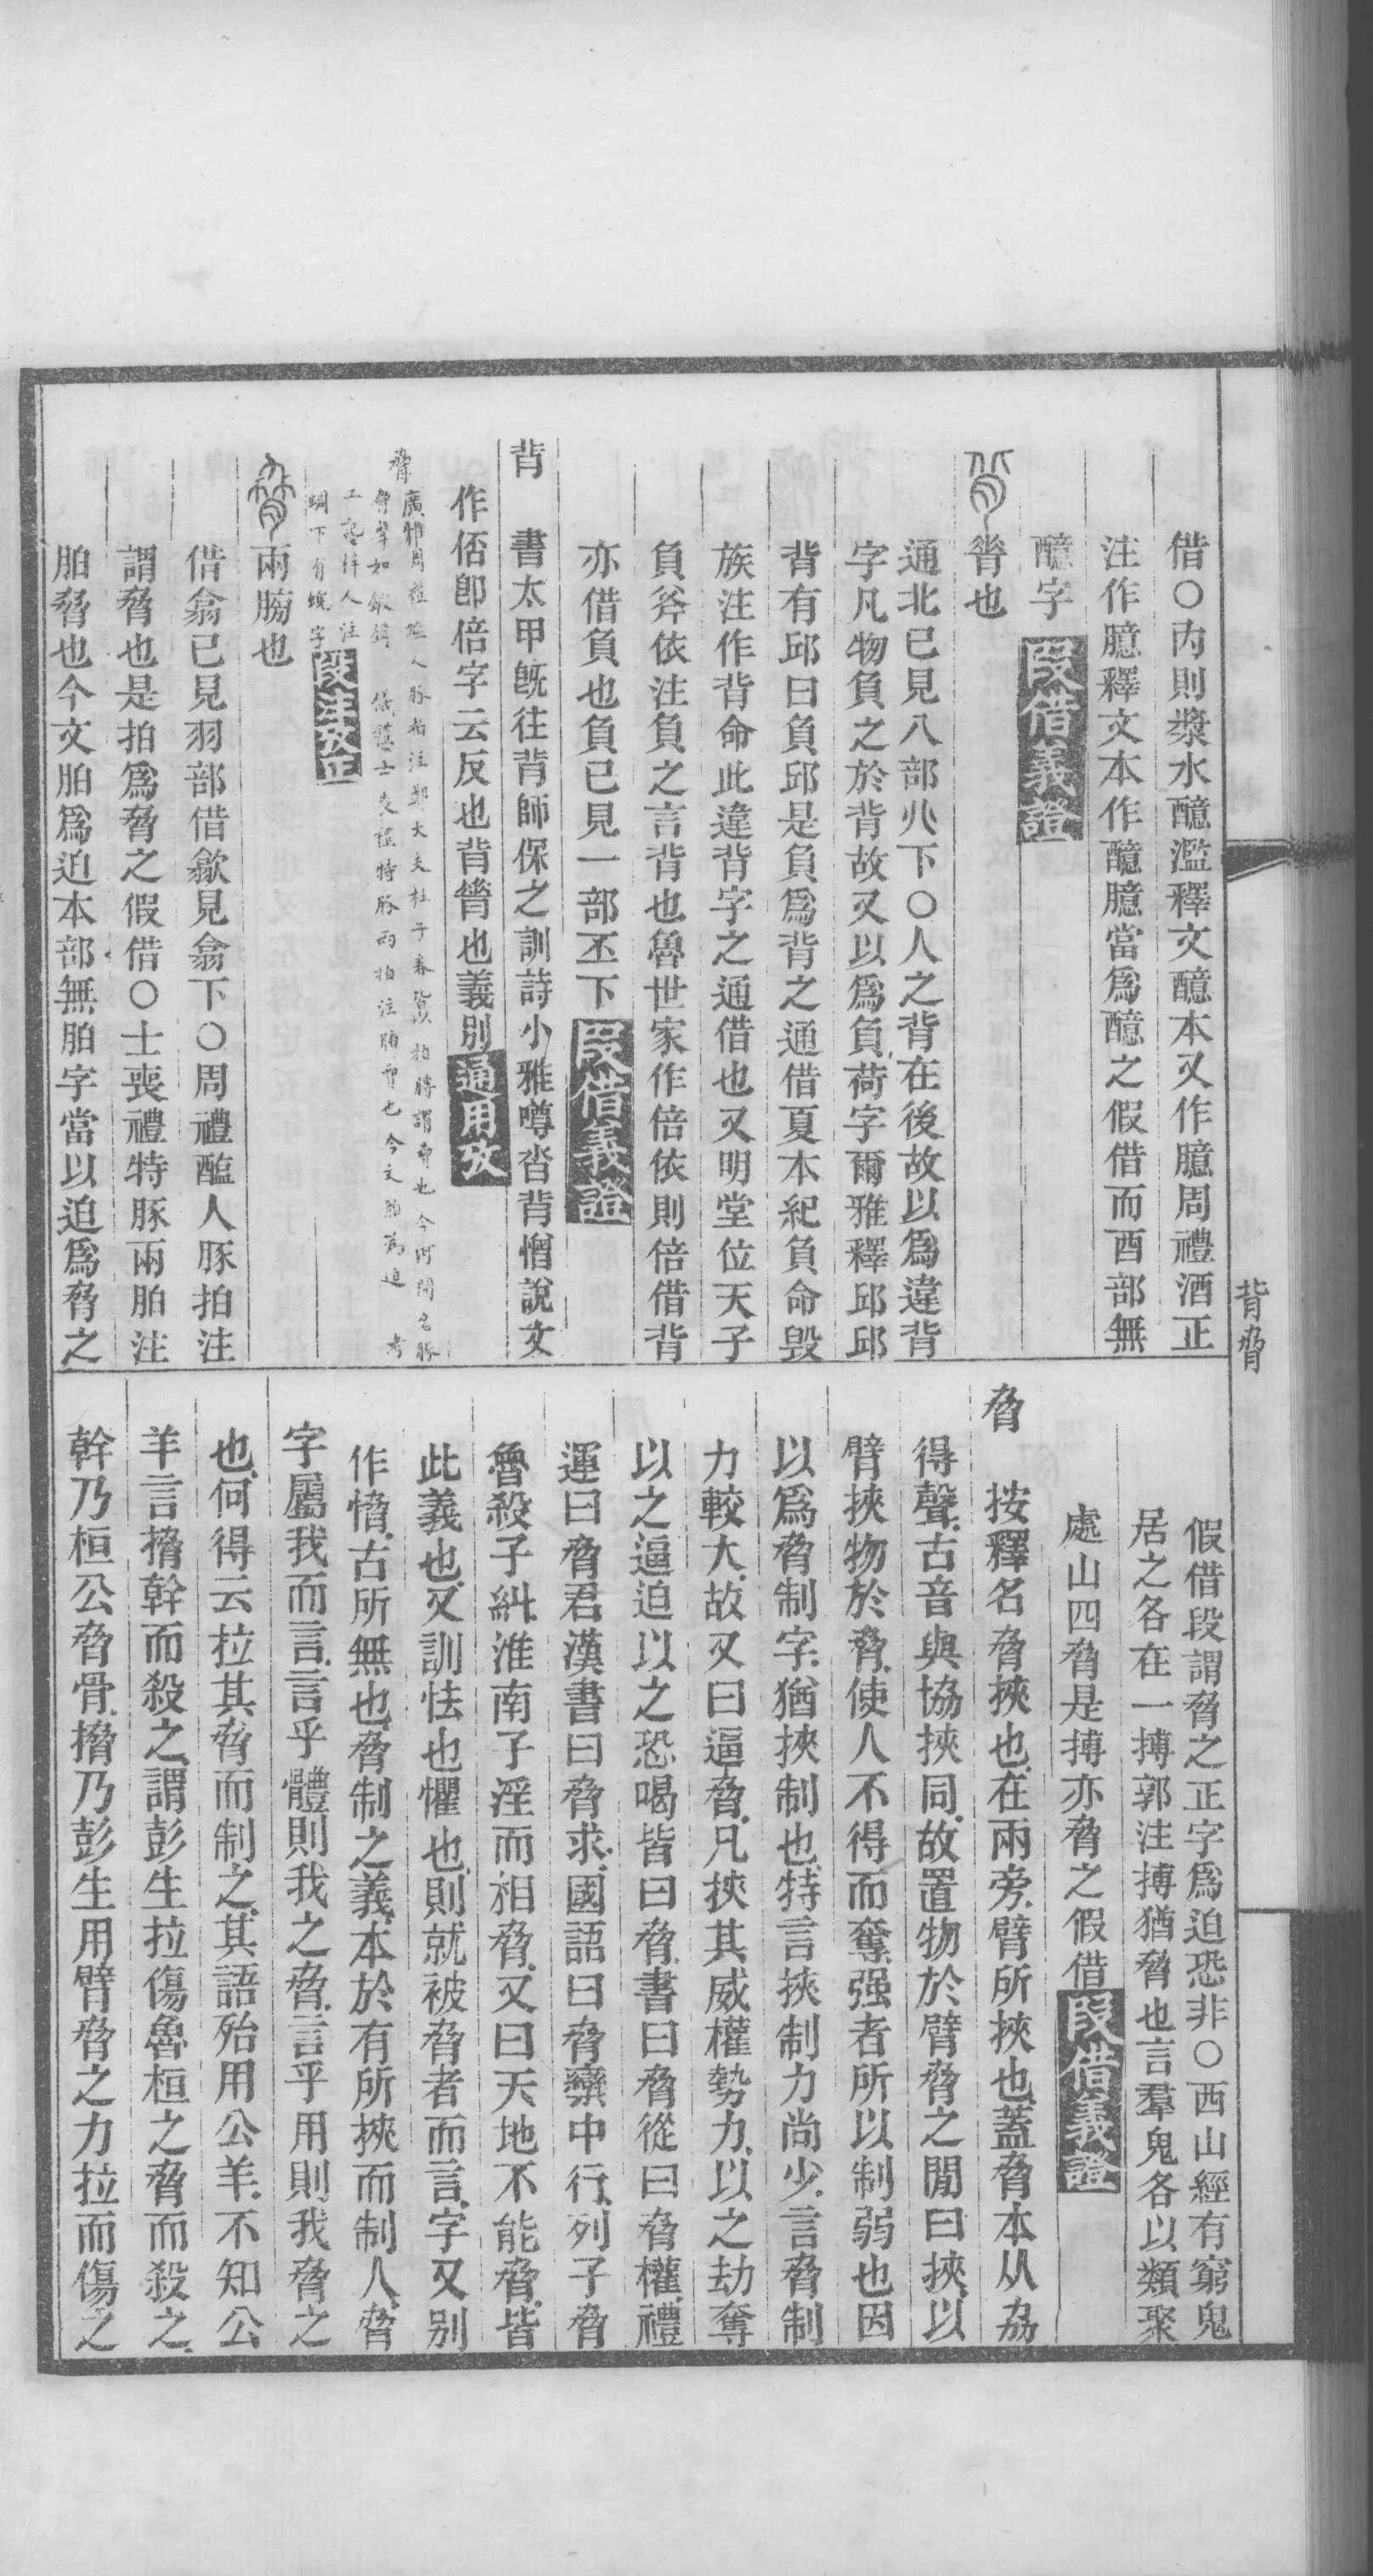 借○內則漿水醷濫釋文醷本又作臆周禮酒正
注作臆釋文本作醷臆當爲醷之假借而酉部無
醷字叚借義證
𦟝也
通北已見八部㕣下○人之背在後故以爲違背
字凡物負之於背故又以爲負荷字爾雅釋邱邱
背有邱曰負邱是負爲背之通借夏本紀負命毀
族注作背命此違背字之通借也又明堂位天子
負斧依注負之言背也魯世家作倍依則倍借背
亦借負也負已見一部丕下叚借義證
背　書太甲旣往背師保之訓詩小雅噂沓背憎說文
作偝卽倍字云反也背脊也義別通用攷
脅廣雅周禮醢人豚拍注鄭大夫杜子春皆以拍爲膊謂脅也今河間名豚
脅聲如鍛鎛　儀禮士喪禮特豚兩拍注胉脅也今文胉爲迫　考
工記梓人注
蜩下有蜺字段注攷正
兩膀也
借翕已見羽部借歙見翕下○周禮醢人豚拍注
謂脅也是拍爲脅之假借○士喪禮特豚兩胉注
胉脅也今文胉爲迫本部無胉字當以迫爲脅之
背脅
假借段謂脅之正字爲迫恐非○西山經有窮鬼
居之各在一搏郭注搏猶脅也言羣鬼各以類聚
處山四脅是搏亦脅之假借叚借義證
脅　按釋名脅挾也在兩旁臂所挾也蓋脅本从劦
得聲古音與協挾同故置物於臂脅之閒曰挾以
臂挾物於脅使人不得而奪强者所以制弱也因
以爲脅制字猶挾制也特言挾制力尚少言脅制
力較大故又曰逼脅凡挾其威權勢力以之劫奪
以之逼迫以之恐喝皆曰脅書曰脅從曰脅權禮
運曰脅君漢書曰脅求國語曰脅欒中行列子脅
魯殺子糾淮南子淫而相脅又曰天地不能脅皆
此義也又訓怯也懼也則就被脅者而言字又別
作愶古所無也脅制之義本於有所挾而制人脅
字屬我而言言乎體則我之脅言乎用則我脅之
也何得云拉其脅而制之其語殆用公羊不知公
羊言搚幹而殺之謂彭生拉傷魯桓之脅而殺之
幹乃桓公脅骨搚乃彭生用臂脅之力拉而傷之